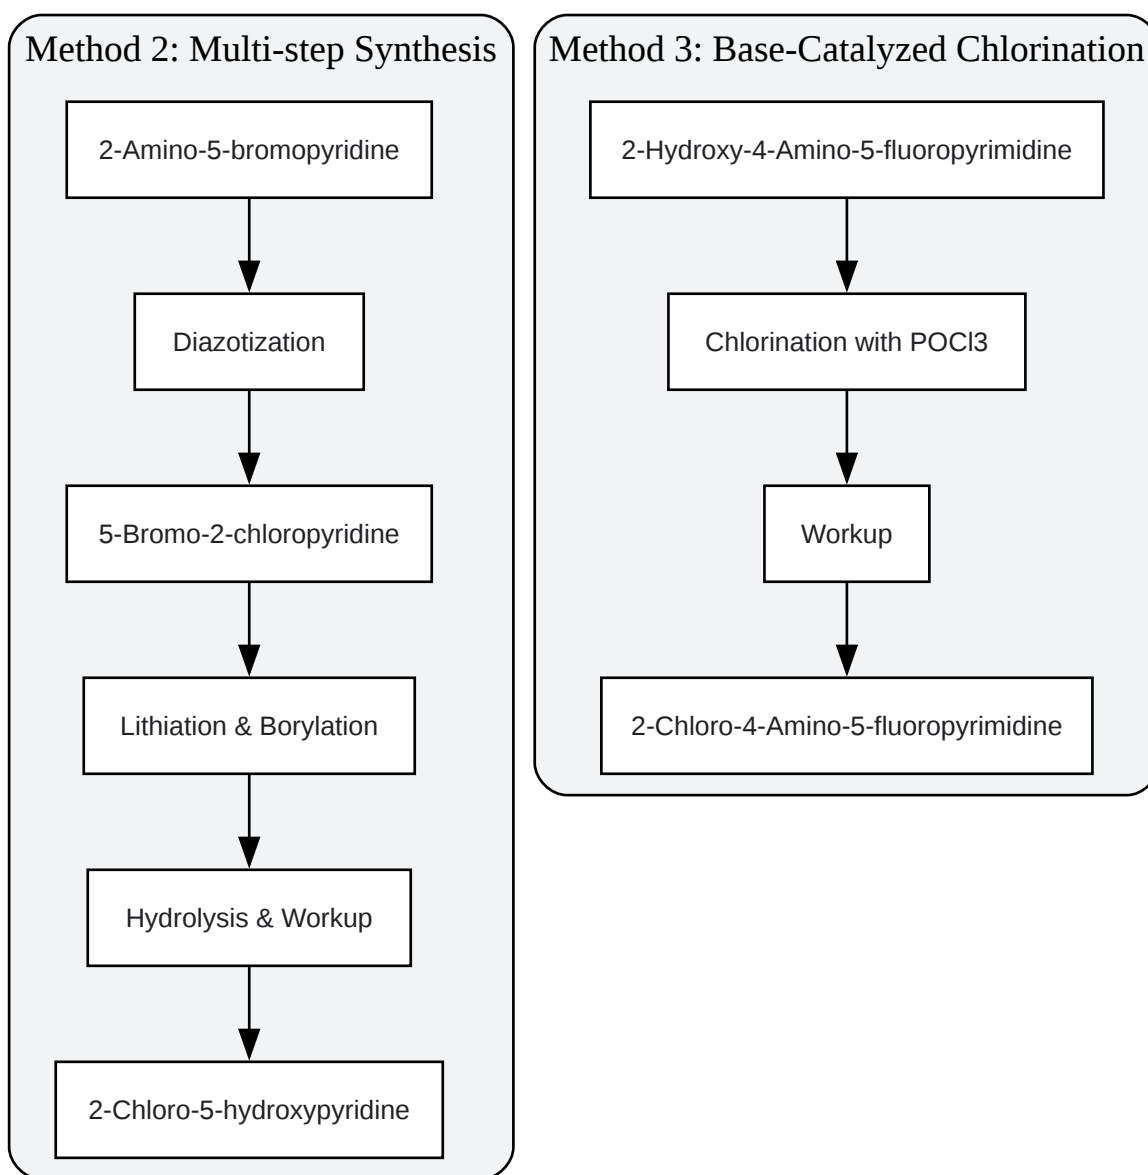 Method 2: Multi-step Synthesis
2-Amino-5-bromopyridine
Diazotization
5-Bromo-2-chloropyridine
Lithiation & Borylation
Hydrolysis & Workup
2-Chloro-5-hydroxypyridine
Method 3: Base-Catalyzed Chlorination
2-Hydroxy-4-Amino-5-fluoropyrimidine
Chlorination with POCl3
Workup
2-Chloro-4-Amino-5-fluoropyrimidine